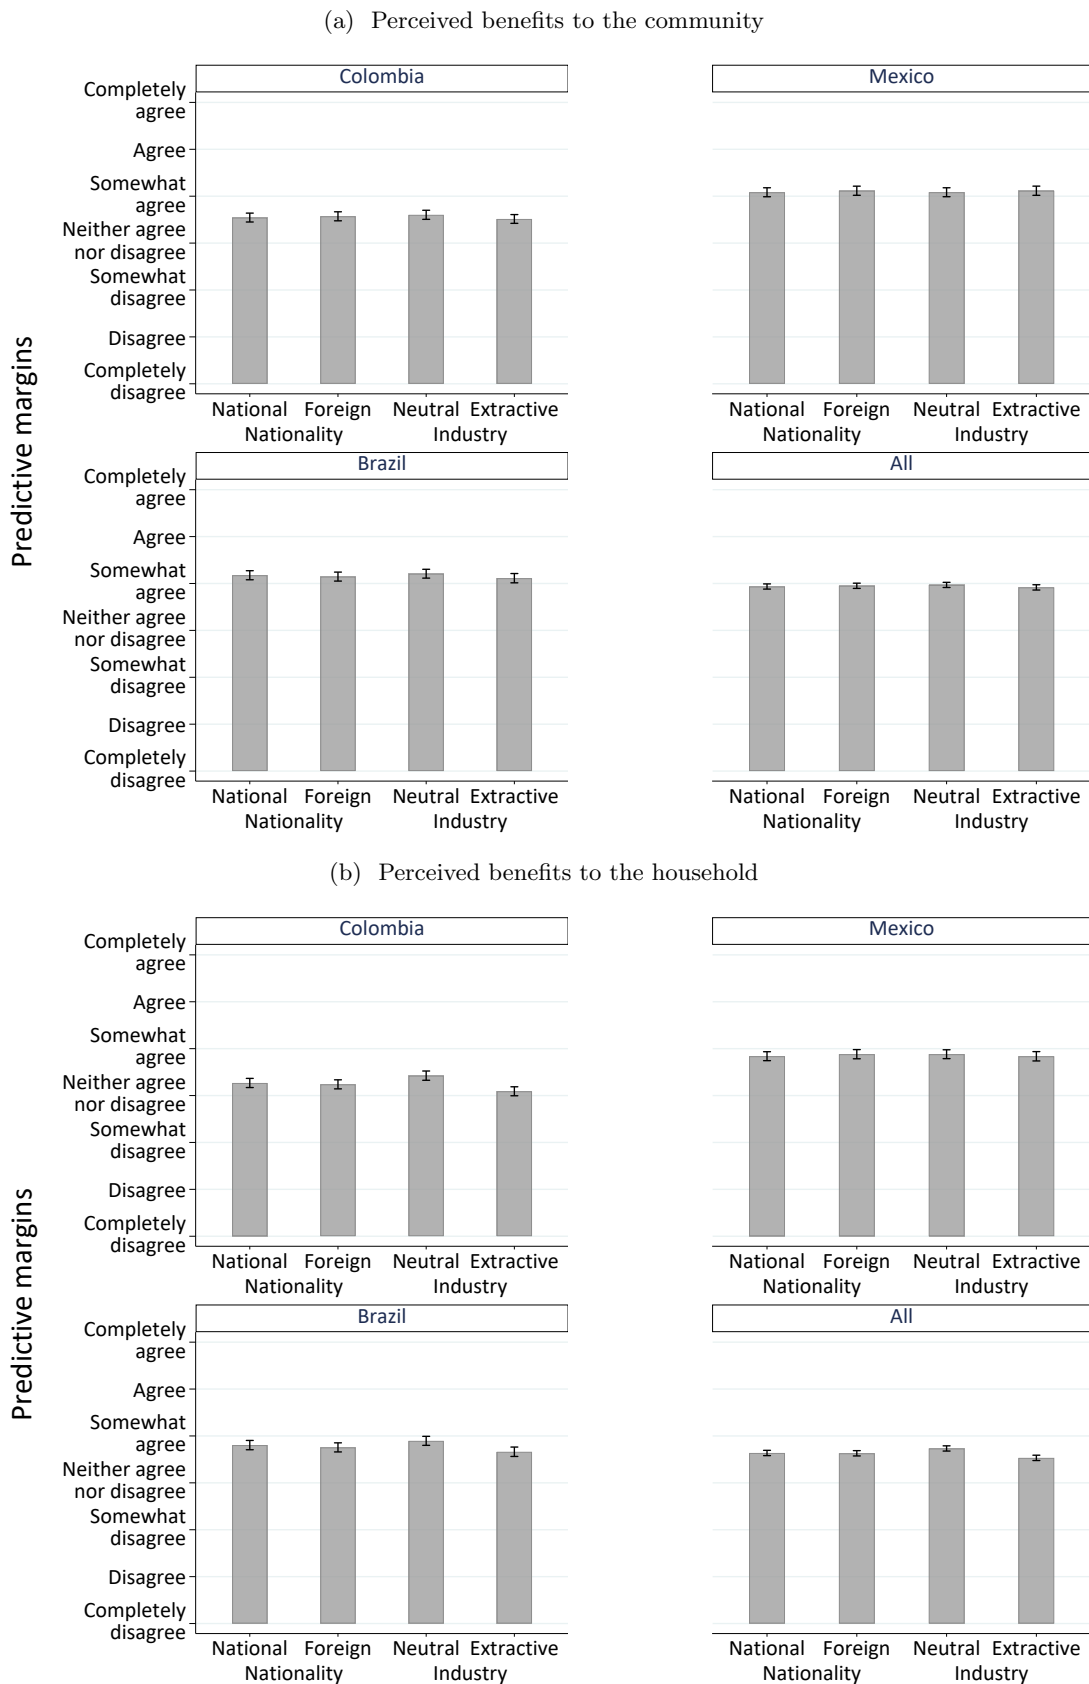 (a) Perceived benefits to the community
Colombia
Mexico
Completely
agree
Agree
Somewhat
agree
Neither agree
nor disagree
Somewhat
disagree
Disagree
Completely
disagree
National Foreign Neutral Extractive
Nationality Industry
National Foreign Neutral Extractive
Nationality Industry
Predictive margins
Brazil
All
Completely
agree
Agree
Somewhat
agree
Neither agree
nor disagree
Somewhat
disagree
Disagree
Completely
disagree
National Foreign Neutral Extractive
Nationality Industry
National Foreign Neutral Extractive
Nationality Industry
(b) Perceived benefits to the household
Colombia
Mexico
Completely
agree
Agree
Somewhat
agree
Neither agree
nor disagree
Somewhat
disagree
Disagree
Completely
disagree
National Foreign Neutral Extractive
Nationality Industry
National Foreign Neutral Extractive
Nationality Industry
Predictive margins
Brazil
All
Completely
agree
Agree
Somewhat
agree
Neither agree
nor disagree
Somewhat
disagree
Disagree
Completely
disagree
National Foreign Neutral Extractive
Nationality Industry
National Foreign Neutral Extractive
Nationality Industry